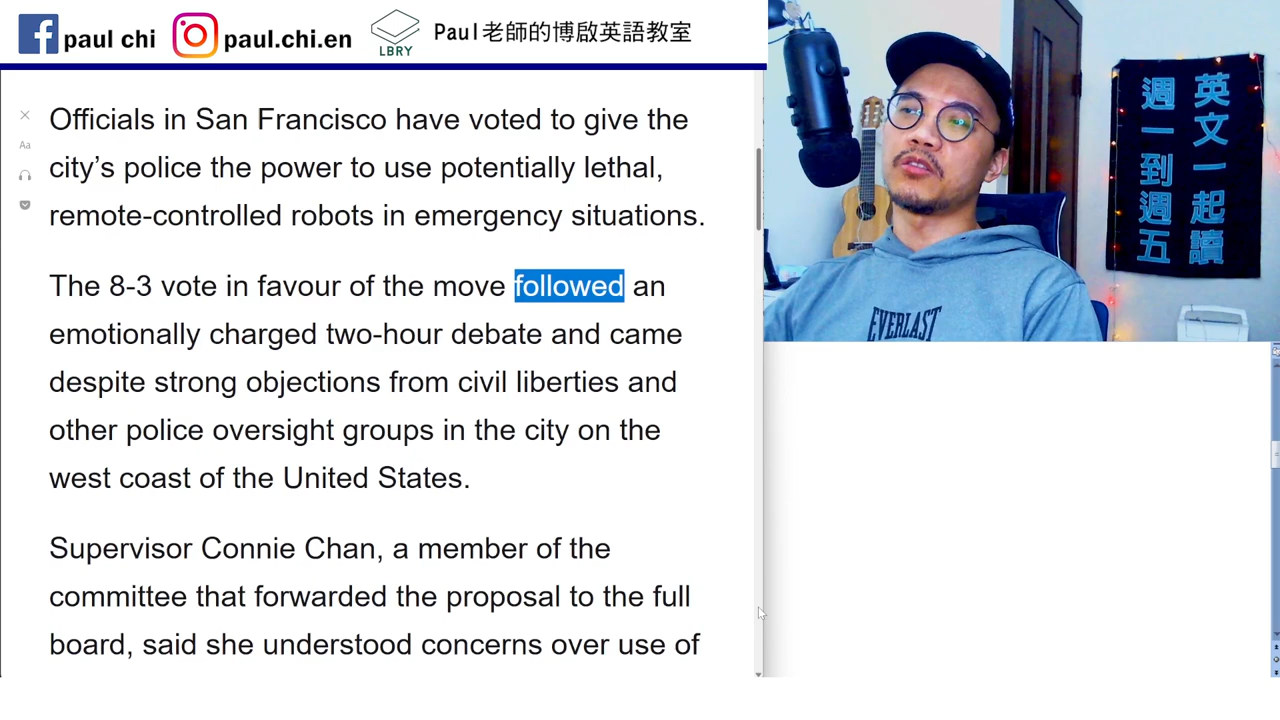 paul chi
paul.chi.en
LBRY
Paul老師的博啟英語教室
Officials in San Francisco have voted to give the
city’s police the power to use potentially lethal,
remote-controlled robots in emergency situations.
The 8-3 vote in favour of the move followed an
emotionally charged two-hour debate and came
despite strong objections from civil liberties and
other police oversight groups in the city on the
west coast of the United States.
Supervisor Connie Chan, a member of the
committee that forwarded the proposal to the full
board, said she understood concerns over use of
Aa
英文一起讀
週一到週五
EVERLAST